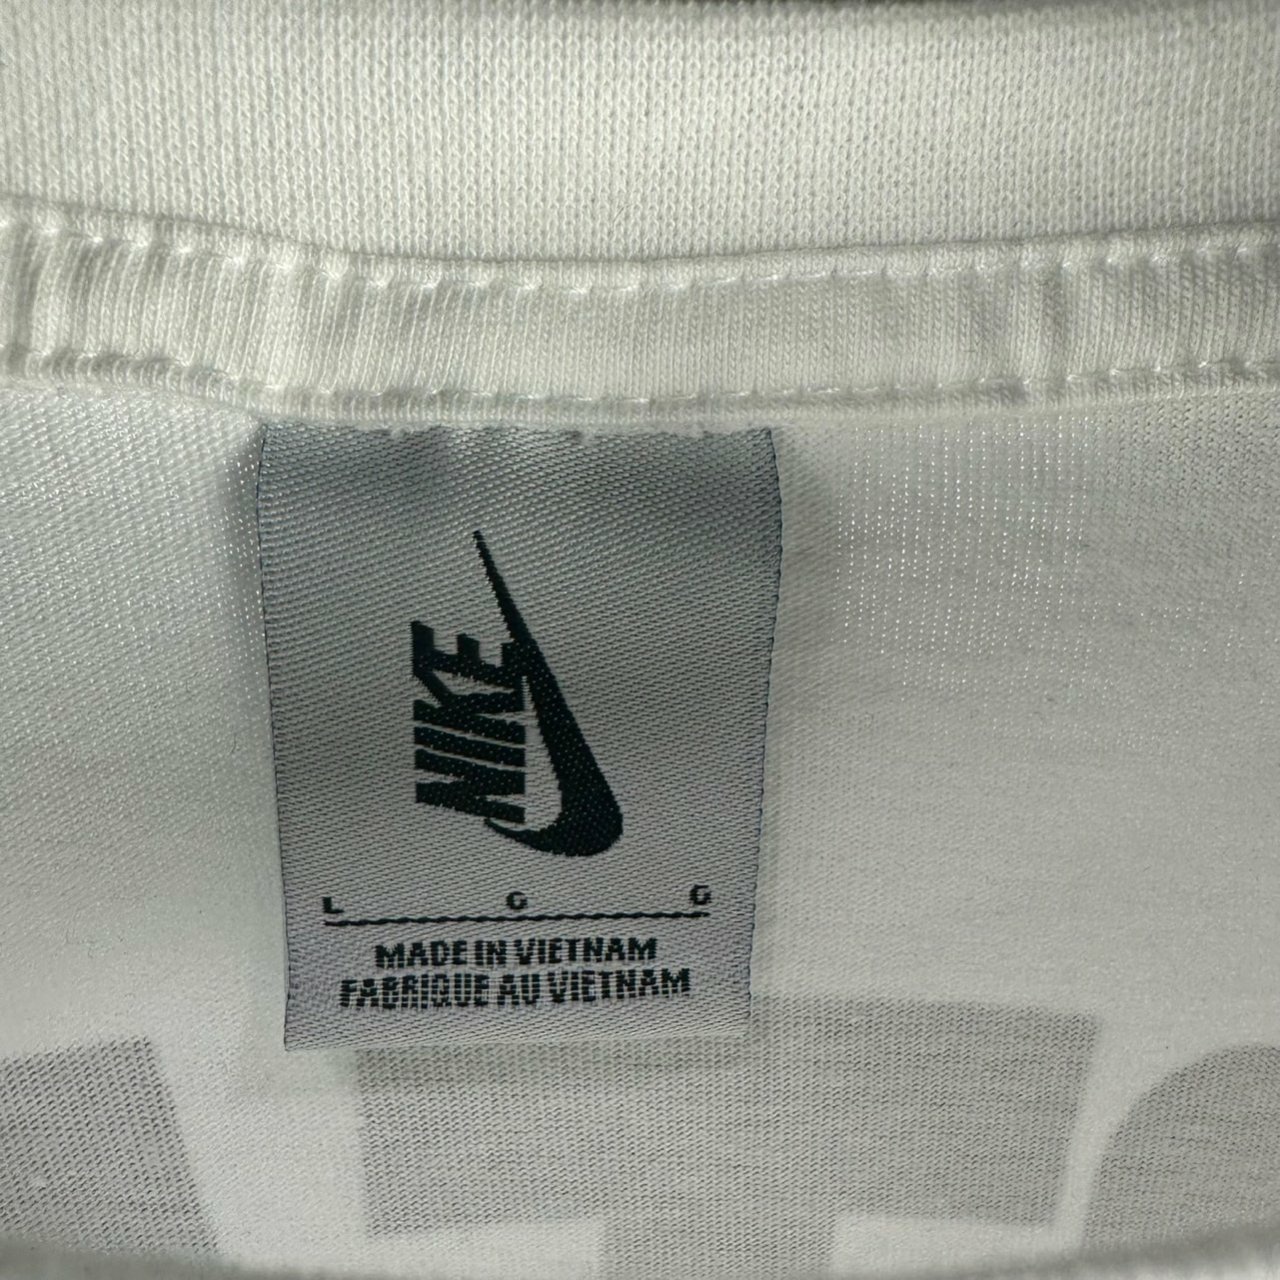 NIKE
L G G
MADE IN VIETNAM
FABRIQUE AU VIETNAM